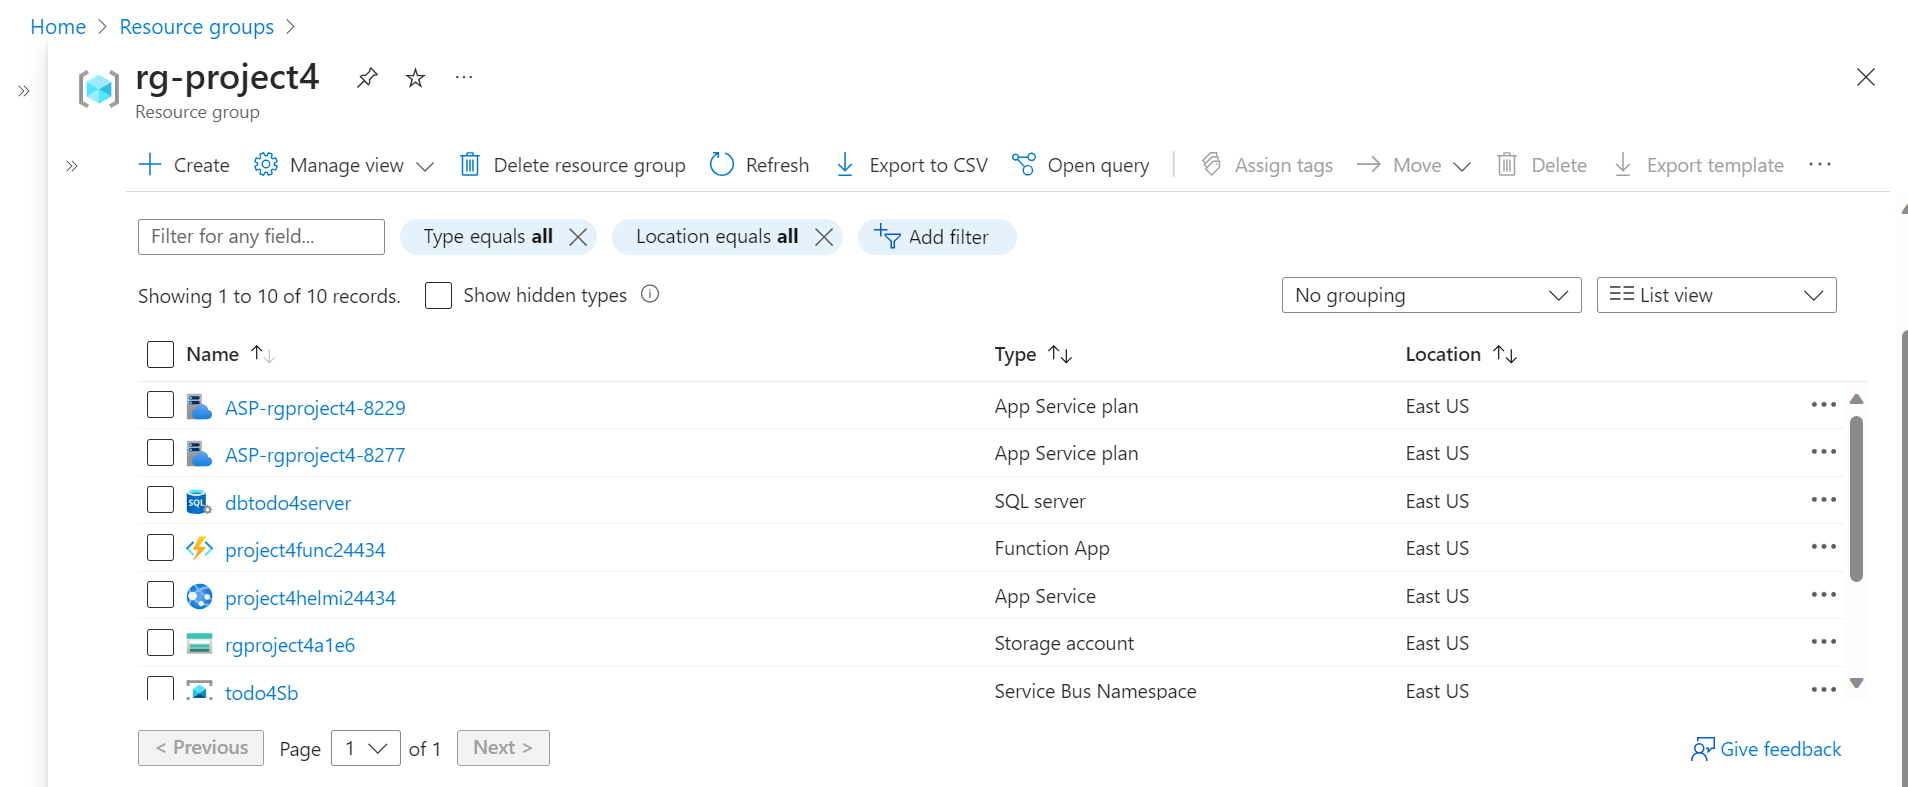 Home > Resource groups >
rg-project4
Resource group
Create Manage view Delete resource group Refresh Export to CSV Open query Assign tags Move Delete Export template
Filter for any field... Type equals all Location equals all Add filter
Showing 1 to 10 of 10 records. Show hidden types No grouping List view
Name Type Location
ASP-rgproject4-8229 App Service plan East US
ASP-rgproject4-8277 App Service plan East US
dbtodo4server SQL server East US
project4func24434 Function App East US
project4helmi24434 App Service East US
rgproject4a1e6 Storage account East US
todo4Sb Service Bus Namespace East US
< Previous Page 1 of 1 Next > Give feedback